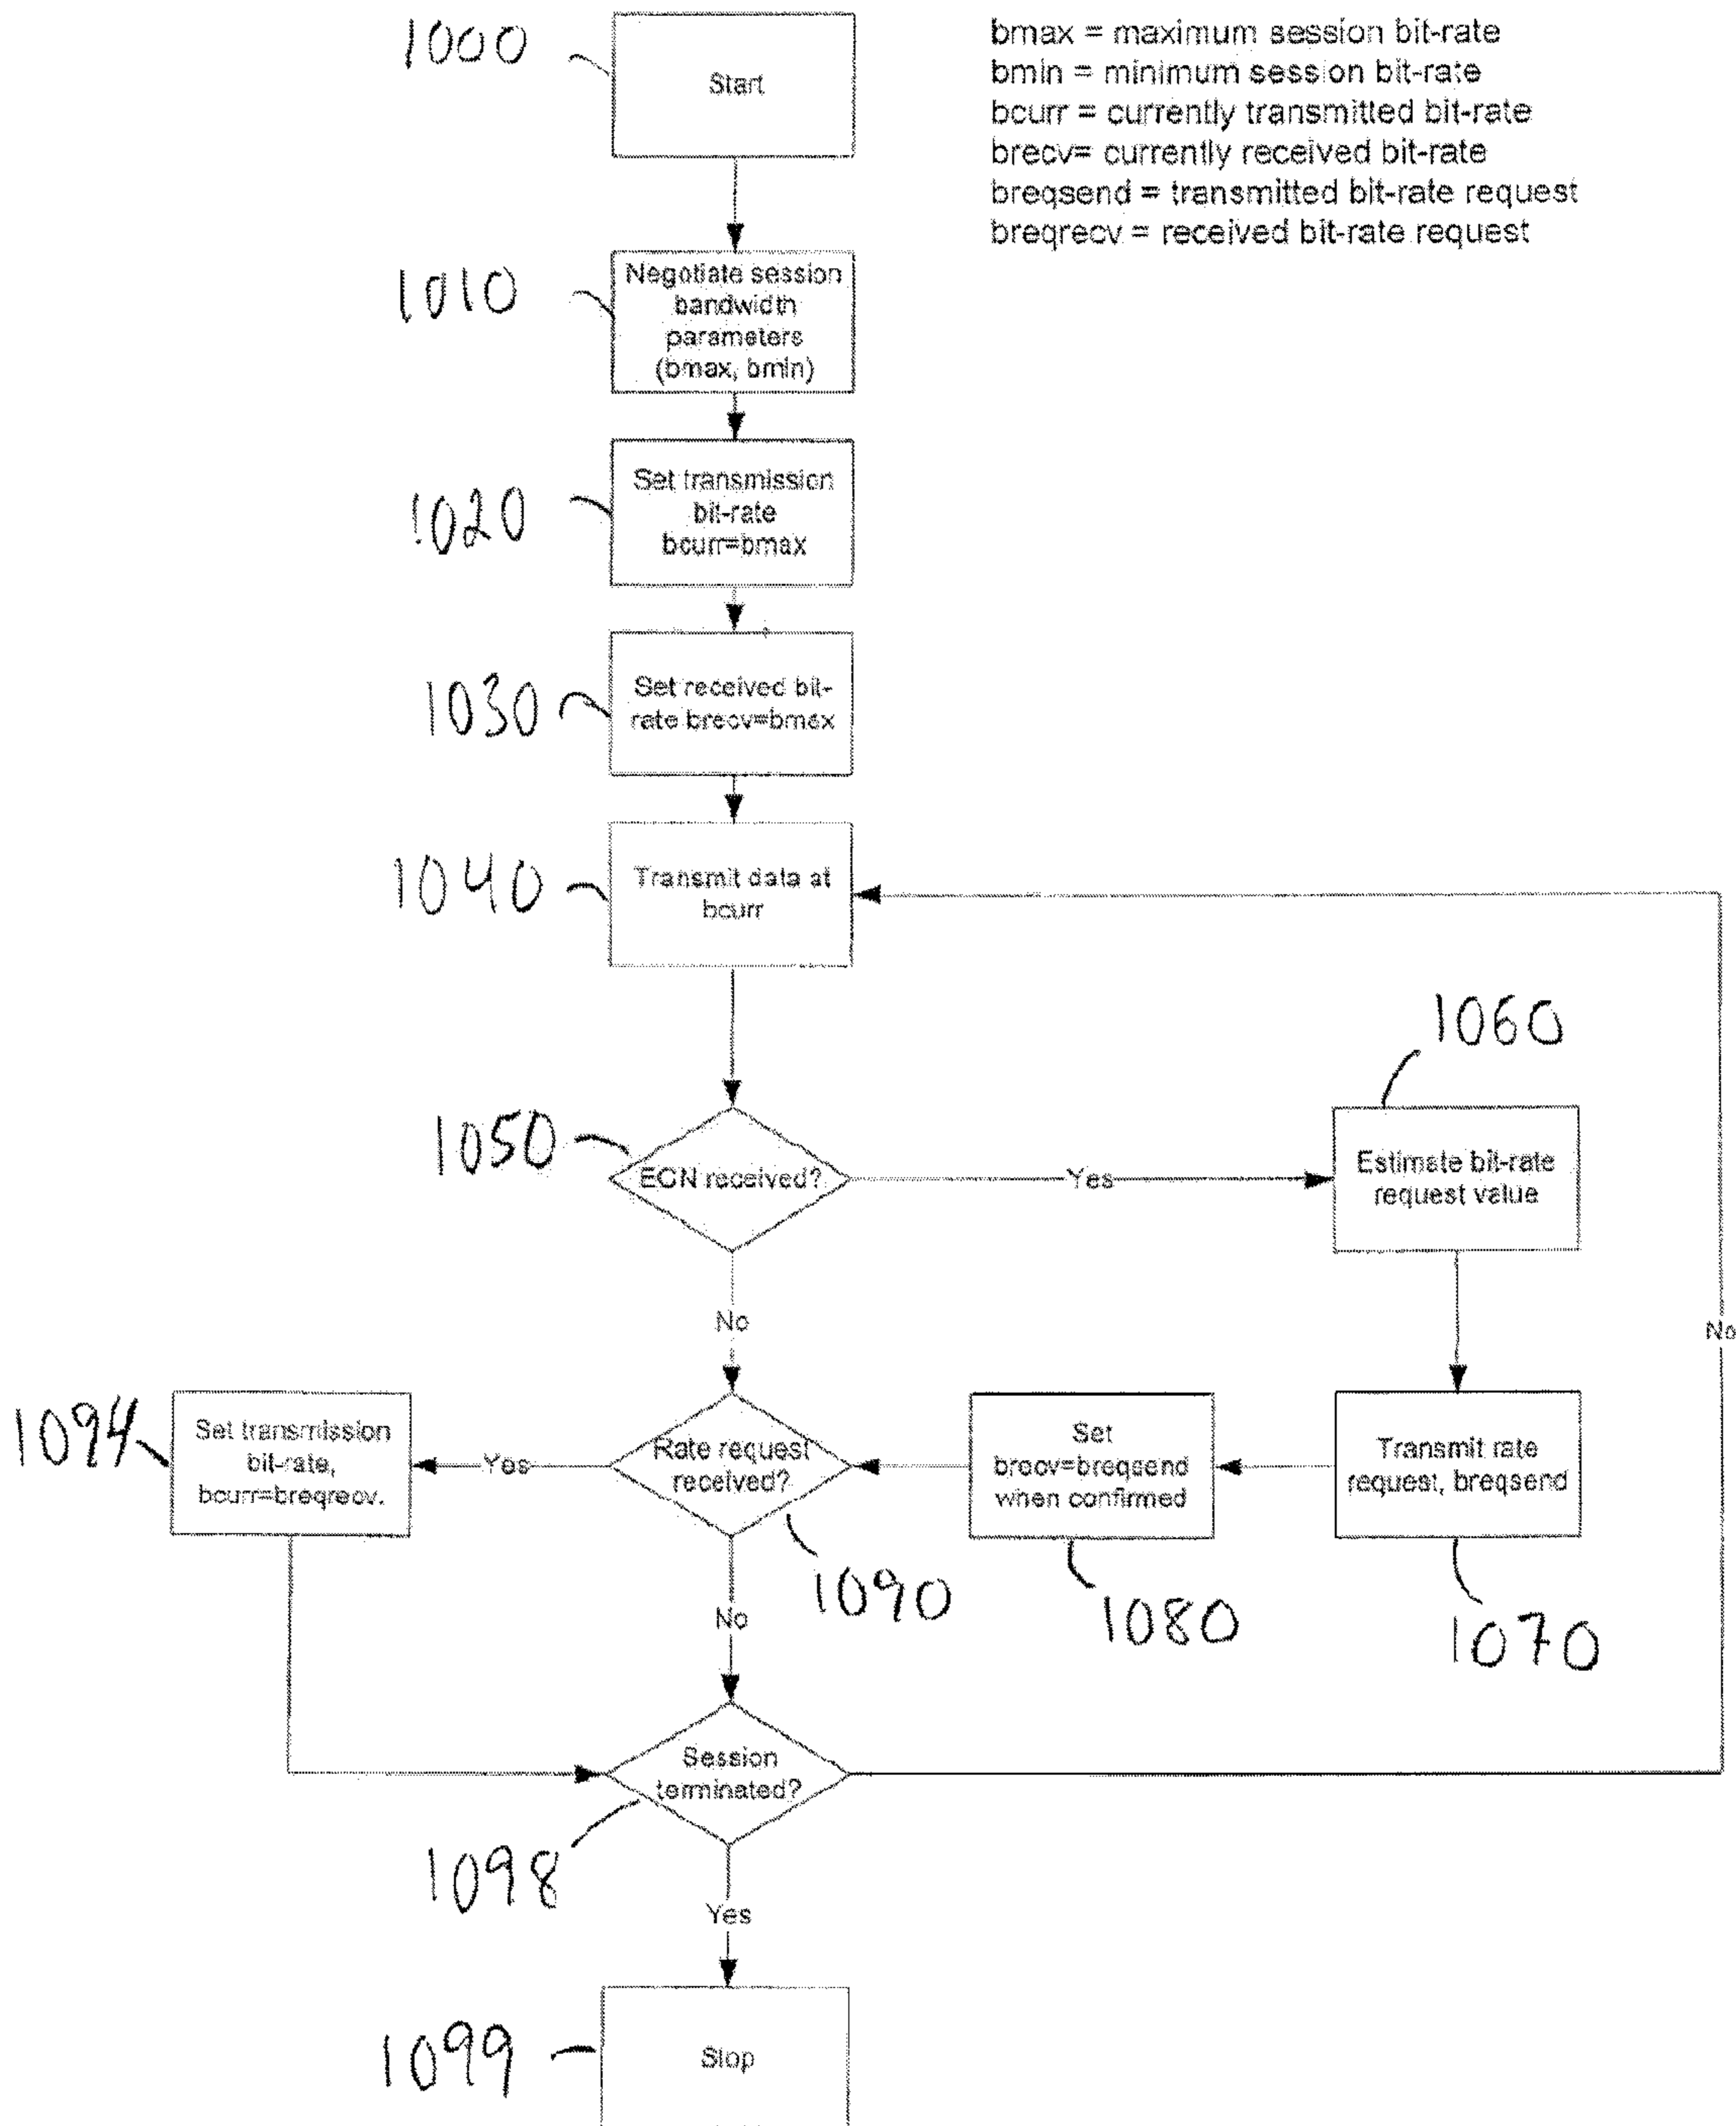 1000
Start
bmax = maximum session bit-rate
bmin = minimum session bit-rate
bcurr = currently transmitted bit-rate
brecv= currently received bit-rate
breqsend = transmitted bit-rate request
breqrecv = received bit-rate request
1010
Negotiate session
bandwidth
parameters
(bmax, bmin)
1020
Set transmission
bit-rate
bcurr=bmax
1030
Set received bit-
rate brecv=bmax
1040
Transmit data at
bcurr
1050
ECN received?
Yes
1060
Estimate bit-rate
request value
No
No
1094
Set transmission
bit-rate,
bcurr=breqrecv.
Yes
Rate request
received?
1090
Set
brecv=breqsend
when confirmed
1080
Transmit rate
request, breqsend
1070
No
Session
terminated?
1098
Yes
1099
Stop